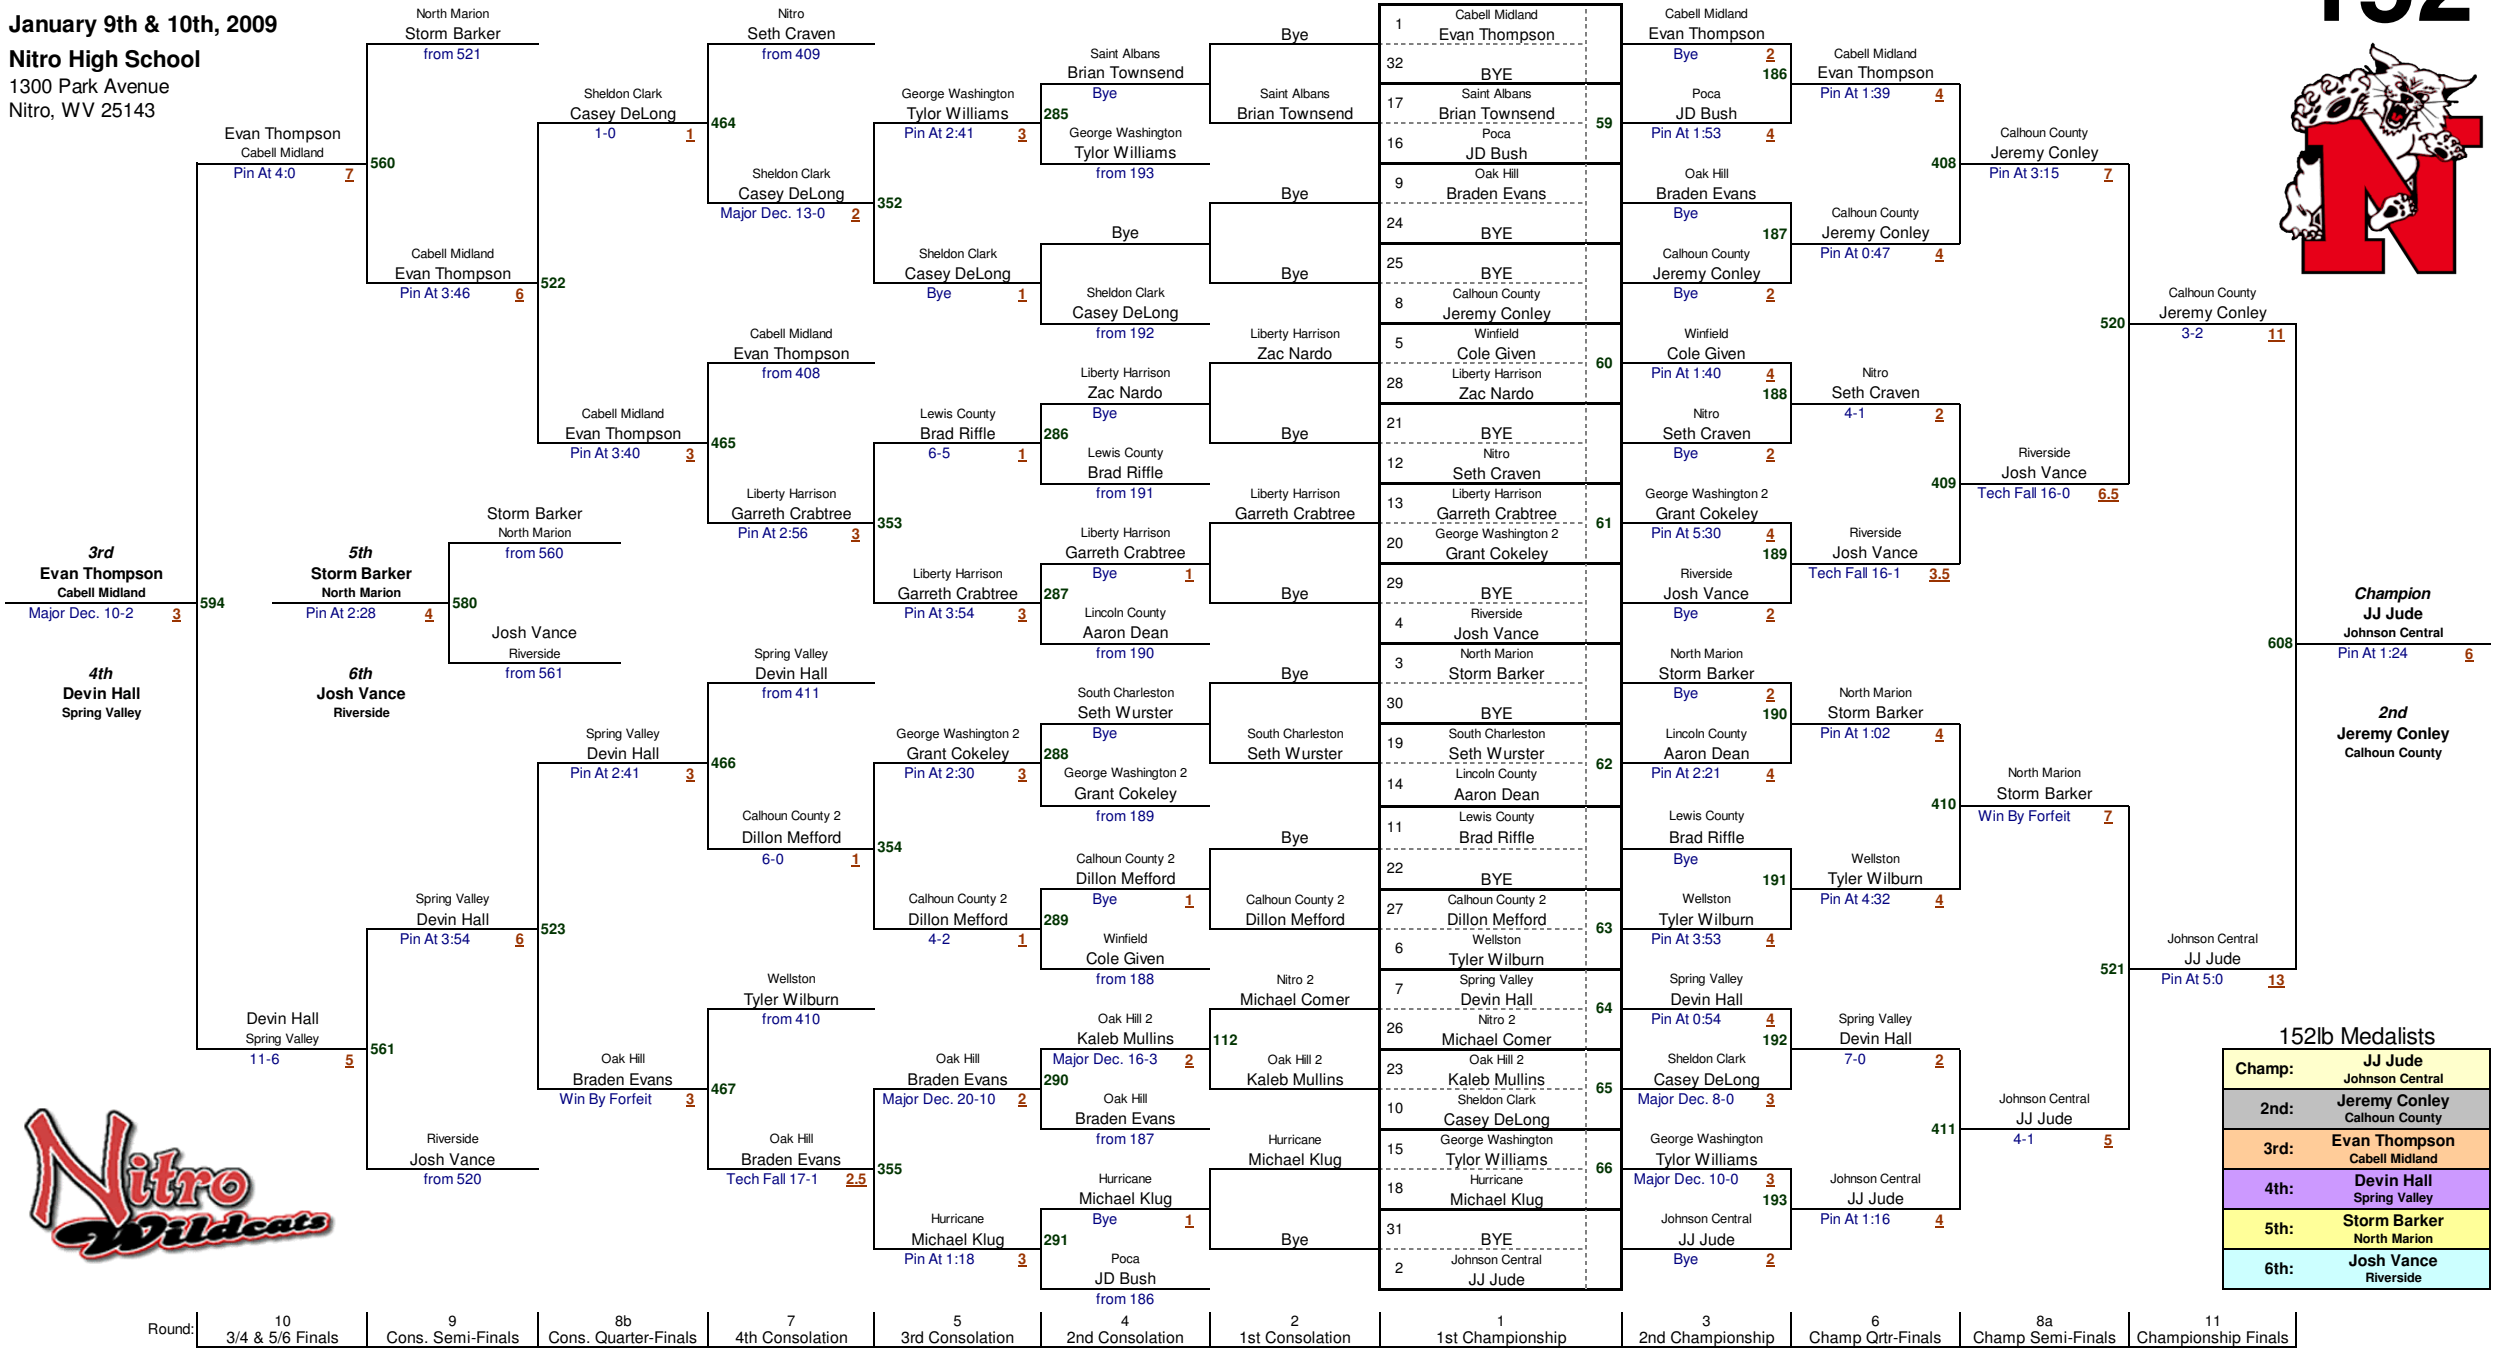 January 9th & 10th, 2009
Nitro High School
1300 Park Avenue
Nitro, WV 25143
152
Evan Thompson
Cabell Midland
Pin At 4:0 7
3rd
Evan Thompson
Cabell Midland
594
Major Dec. 10-2 3
4th
Devin Hall
Spring Valley
Devin Hall
Spring Valley
11-6 5
North Marion
Storm Barker
from 521
560
Cabell Midland
Evan Thompson
Pin At 3:46 6
Storm Barker
North Marion
from 560
5th
Storm Barker
North Marion
580
Pin At 2:28 4
Josh Vance
Riverside
from 561
6th
Josh Vance
Riverside
Spring Valley
Devin Hall
Pin At 3:54 6
561
Riverside
Josh Vance
from 520
Sheldon Clark
Casey DeLong
1-0 1
522
Cabell Midland
Evan Thompson
Pin At 3:40 3
Spring Valley
Devin Hall
Pin At 2:41 3
523
Oak Hill
Braden Evans
Win By Forfeit 3
Nitro
Seth Craven
from 409
464
Sheldon Clark
Casey DeLong
Major Dec. 13-0 2
Cabell Midland
Evan Thompson
from 408
465
Liberty Harrison
Garreth Crabtree
Pin At 2:56 3
Spring Valley
Devin Hall
from 411
466
Calhoun County 2
Dillon Mefford
6-0 1
Wellston
Tyler Wilburn
from 410
467
Oak Hill
Braden Evans
Tech Fall 17-1 2.5
George Washington
Tylor Williams
Pin At 2:41 3
352
Sheldon Clark
Casey DeLong
Bye 1
Lewis County
Brad Riffle
6-5 1
353
Liberty Harrison
Garreth Crabtree
Pin At 3:54 3
George Washington 2
Grant Cokeley
Pin At 2:30 3
354
Calhoun County 2
Dillon Mefford
4-2 1
Oak Hill
Braden Evans
Major Dec. 20-10 2
355
Hurricane
Michael Klug
Pin At 1:18 3
Saint Albans
Brian Townsend
Bye
285
George Washington
Tylor Williams
from 193
Bye
Sheldon Clark
Casey DeLong
from 192
Liberty Harrison
Zac Nardo
Bye
286
Lewis County
Brad Riffle
from 191
Liberty Harrison
Garreth Crabtree
Bye 1
287
Lincoln County
Aaron Dean
from 190
South Charleston
Seth Wurster
Bye
288
George Washington 2
Grant Cokeley
from 189
Calhoun County 2
Dillon Mefford
Bye 1
289
Winfield
Cole Given
from 188
Oak Hill 2
Kaleb Mullins
Major Dec. 16-3 2
290
Oak Hill
Braden Evans
from 187
Hurricane
Michael Klug
Bye 1
291
Poca
JD Bush
from 186
Bye
Saint Albans
Brian Townsend
Bye
Bye
Liberty Harrison
Zac Nardo
Bye
Liberty Harrison
Garreth Crabtree
Bye
Bye
South Charleston
Seth Wurster
Bye
Calhoun County 2
Dillon Mefford
Nitro 2
Michael Comer
112
Oak Hill 2
Kaleb Mullins
Hurricane
Michael Klug
Bye
1 Cabell Midland
Evan Thompson
32 BYE
17 Saint Albans
Brian Townsend
59
16 Poca
JD Bush
9 Oak Hill
Braden Evans
24 BYE
25 BYE
8 Calhoun County
Jeremy Conley
5 Winfield
Cole Given
60
28 Liberty Harrison
Zac Nardo
21 BYE
12 Nitro
Seth Craven
13 Liberty Harrison
Garreth Crabtree
61
20 George Washington 2
Grant Cokeley
29 BYE
4 Riverside
Josh Vance
3 North Marion
Storm Barker
30 BYE
19 South Charleston
Seth Wurster
62
14 Lincoln County
Aaron Dean
11 Lewis County
Brad Riffle
22 BYE
27 Calhoun County 2
Dillon Mefford
63
6 Wellston
Tyler Wilburn
7 Spring Valley
Devin Hall
64
26 Nitro 2
Michael Comer
23 Oak Hill 2
Kaleb Mullins
65
10 Sheldon Clark
Casey DeLong
15 George Washington
Tylor Williams
66
18 Hurricane
Michael Klug
31 BYE
2 Johnson Central
JJ Jude
Cabell Midland
Evan Thompson
Bye 2
186
Poca
JD Bush
Pin At 1:53 4
Oak Hill
Braden Evans
Bye
187
Calhoun County
Jeremy Conley
Bye 2
Winfield
Cole Given
Pin At 1:40 4
188
Nitro
Seth Craven
Bye 2
George Washington 2
Grant Cokeley
Pin At 5:30 4
189
Riverside
Josh Vance
Bye 2
North Marion
Storm Barker
Bye 2
190
Lincoln County
Aaron Dean
Pin At 2:21 4
Lewis County
Brad Riffle
Bye
191
Wellston
Tyler Wilburn
Pin At 3:53 4
Spring Valley
Devin Hall
Pin At 0:54 4
192
Sheldon Clark
Casey DeLong
Major Dec. 8-0 3
George Washington
Tylor Williams
Major Dec. 10-0 3
193
Johnson Central
JJ Jude
Bye 2
Cabell Midland
Evan Thompson
Pin At 1:39 4
408
Calhoun County
Jeremy Conley
Pin At 0:47 4
Nitro
Seth Craven
4-1 2
409
Riverside
Josh Vance
Tech Fall 16-1 3.5
North Marion
Storm Barker
Pin At 1:02 4
410
Wellston
Tyler Wilburn
Pin At 4:32 4
Spring Valley
Devin Hall
7-0 2
411
Johnson Central
JJ Jude
Pin At 1:16 4
Calhoun County
Jeremy Conley
Pin At 3:15 7
520
Riverside
Josh Vance
Tech Fall 16-0 6.5
North Marion
Storm Barker
Win By Forfeit 7
521
Johnson Central
JJ Jude
4-1 5
Calhoun County
Jeremy Conley
3-2 11
608
Johnson Central
JJ Jude
Pin At 5:0 13
Champion
JJ Jude
Johnson Central
Pin At 1:24 6
2nd
Jeremy Conley
Calhoun County
N
152lb Medalists
Champ: JJ Jude
Johnson Central
2nd: Jeremy Conley
Calhoun County
3rd: Evan Thompson
Cabell Midland
4th: Devin Hall
Spring Valley
5th: Storm Barker
North Marion
6th: Josh Vance
Riverside
Nitro
Wildcats
Round:
10
3/4 & 5/6 Finals
9
Cons. Semi-Finals
8b
Cons. Quarter-Finals
7
4th Consolation
5
3rd Consolation
4
2nd Consolation
2
1st Consolation
1
1st Championship
3
2nd Championship
6
Champ Qrtr-Finals
8a
Champ Semi-Finals
11
Championship Finals